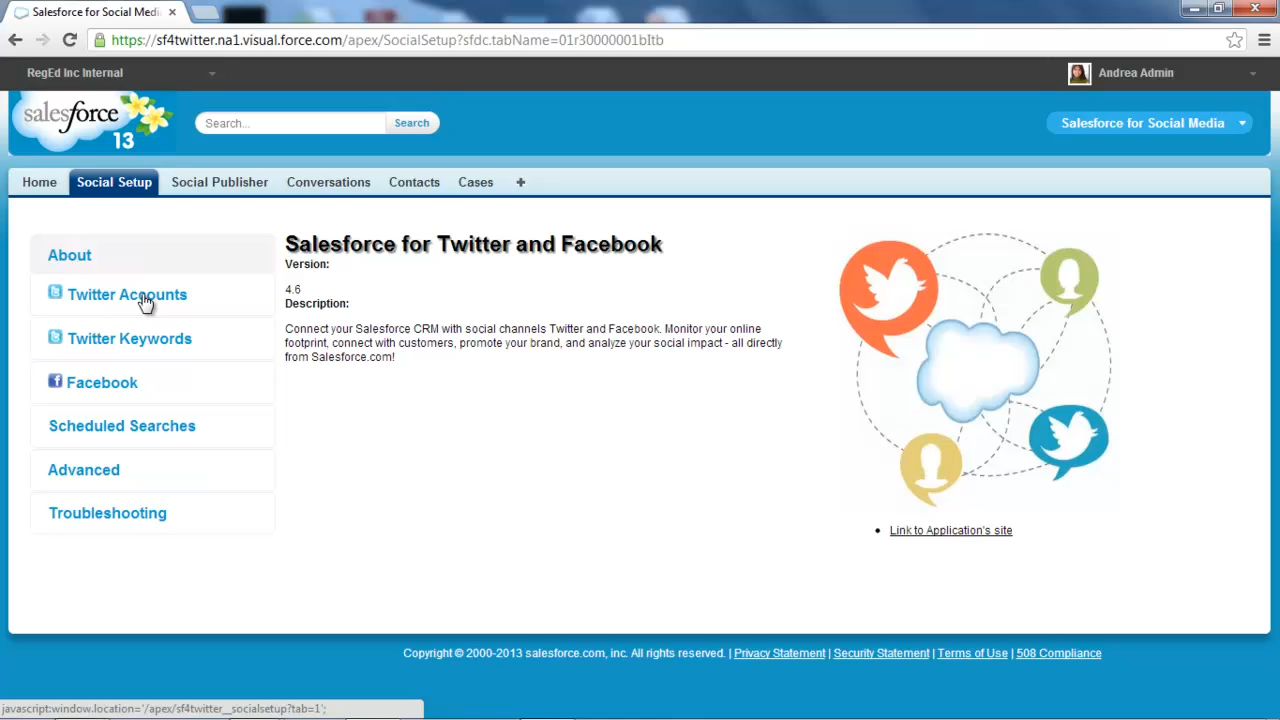 Salesforce for Social Medi
https://sf4twitter.na1.visual.force.com/apex/SocialSetup?sfdc.tabName=01r30000001bItb
RegEd Inc Internal
Andrea Admin
salesforce
13
Search...
Search
Salesforce for Social Media
Home Social Setup Social Publisher Conversations Contacts Cases +
About
Twitter Accounts
Twitter Keywords
Facebook
Scheduled Searches
Advanced
Troubleshooting
Salesforce for Twitter and Facebook
Version:
4.6
Description:
Connect your Salesforce CRM with social channels Twitter and Facebook. Monitor your online
footprint, connect with customers, promote your brand, and analyze your social impact - all directly
from Salesforce.com!
• Link to Application's site
Copyright © 2000-2013 salesforce.com, inc. All rights reserved. | Privacy Statement | Security Statement | Terms of Use | 508 Compliance
javascript:window.location='/apex/sf4twitter__socialsetup?tab=1';